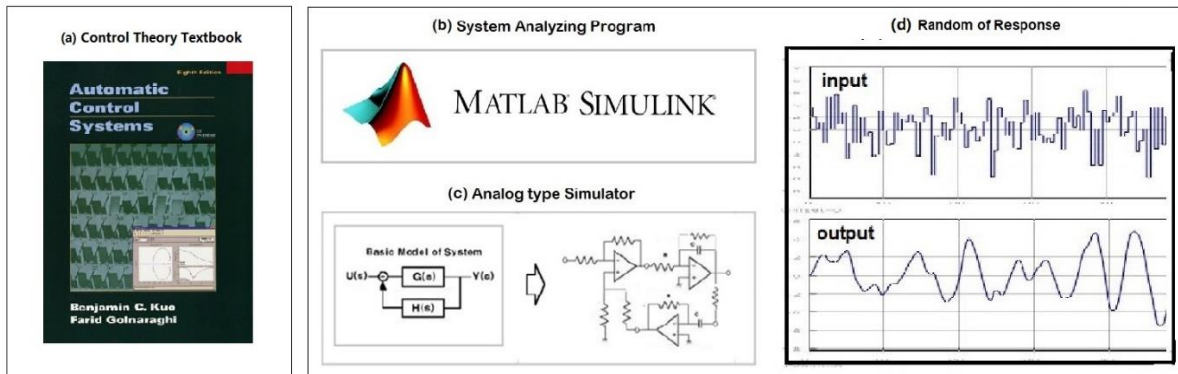 (a) Control Theory Textbook
Eighth Edition
Automatic
Control
Systems
Benjamin C. Kuo
Farid Golnaraghi
(b) System Analyzing Program
MATLAB® SIMULINK®
(c) Analog type Simulator
Basic Model of System
U(s)
G(s)
Y(s)
H(s)
(d) Random of Response
input
output